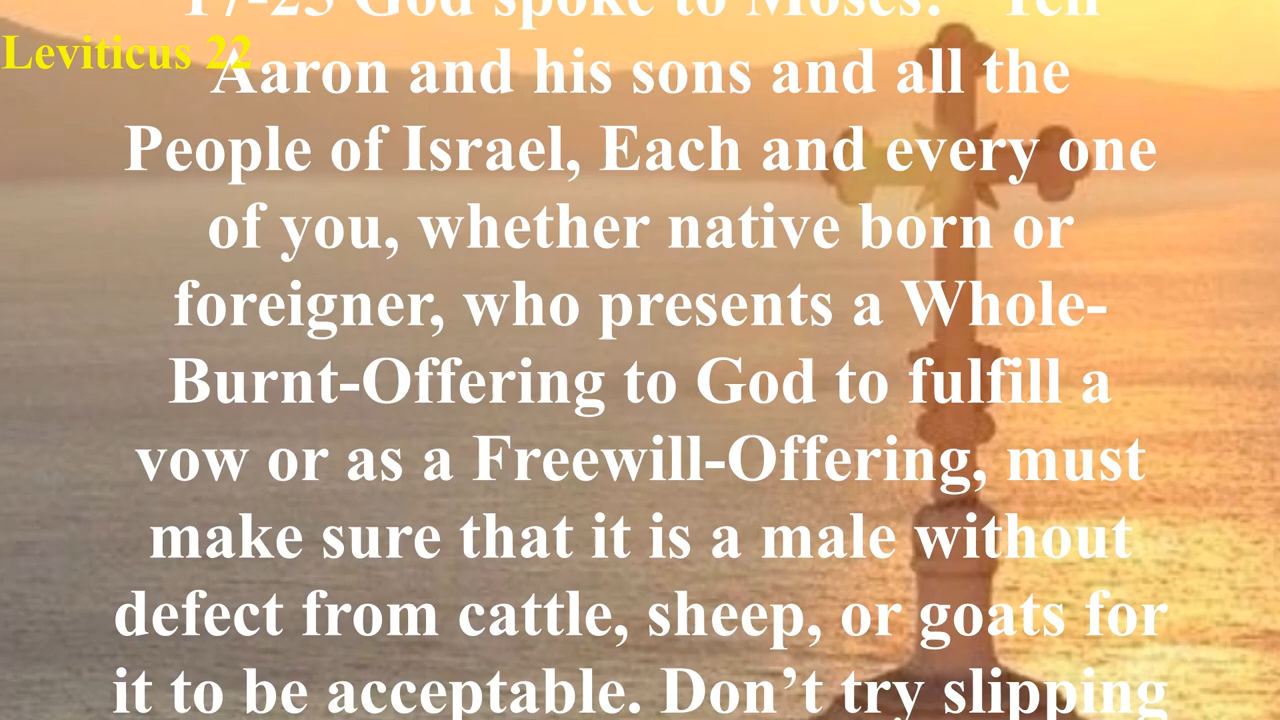 17-25 God spoke to Moses: "Tell
Leviticus 22
Aaron and his sons and all the
People of Israel, Each and every one
of you, whether native born or
foreigner, who presents a Whole-
Burnt-Offering to God to fulfill a
vow or as a Freewill-Offering, must
make sure that it is a male without
defect from cattle, sheep, or goats for
it to be acceptable. Don’t try slipping